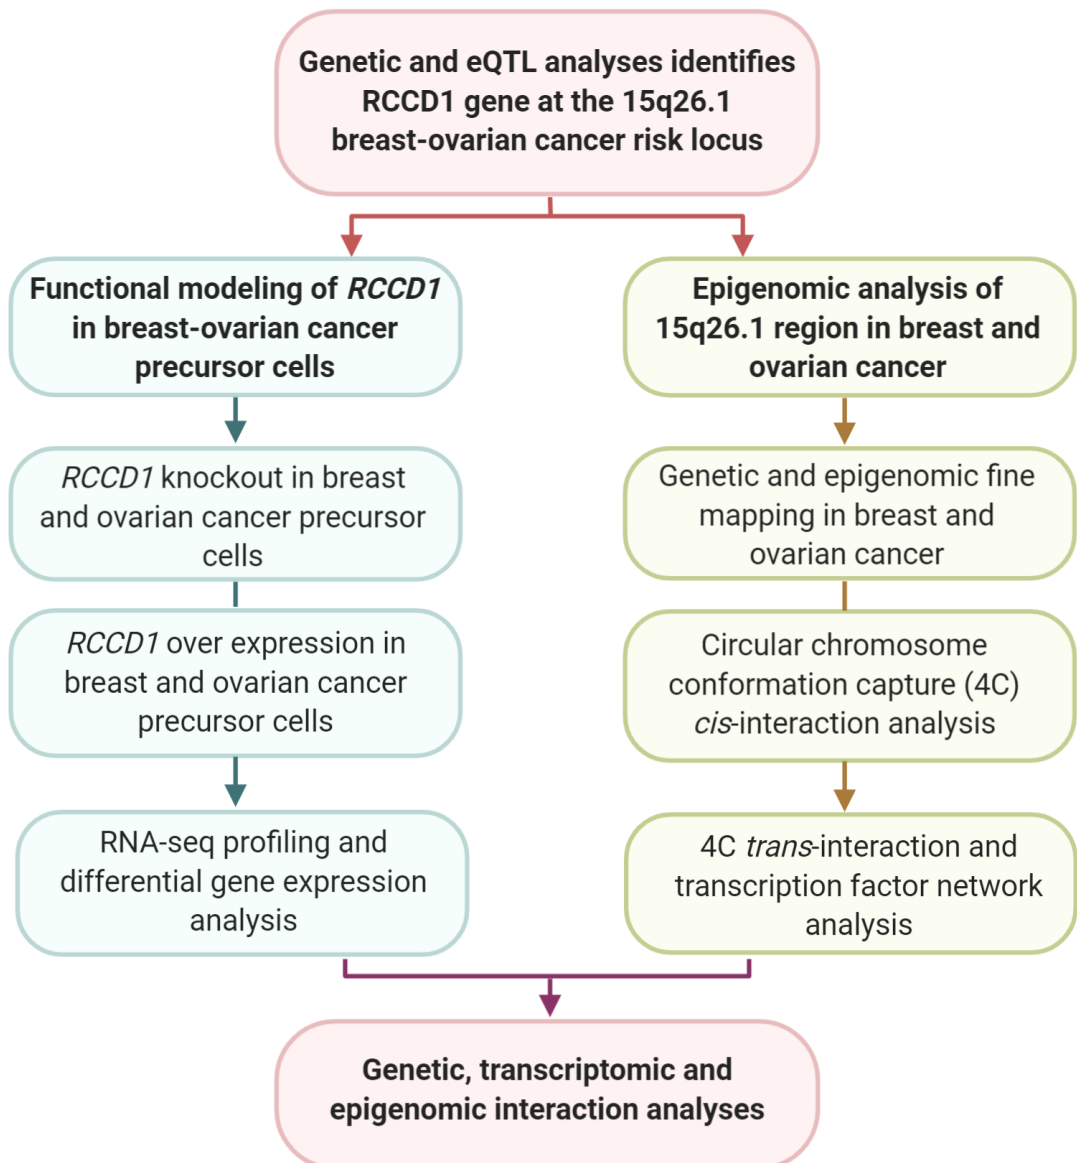 Genetic and eQTL analyses identifies
RCCD1 gene at the 15q26.1
breast-ovarian cancer risk locus
Functional modeling of RCCD1
in breast-ovarian cancer
precursor cells
Epigenomic analysis of
15q26.1 region in breast and
ovarian cancer
RCCD1 knockout in breast
and ovarian cancer precursor
cells
Genetic and epigenomic fine
mapping in breast and
ovarian cancer
RCCD1 over expression in
breast and ovarian cancer
precursor cells
Circular chromosome
conformation capture (4C)
cis-interaction analysis
RNA-seq profiling and
differential gene expression
analysis
4C trans-interaction and
transcription factor network
analysis
Genetic, transcriptomic and
epigenomic interaction analyses